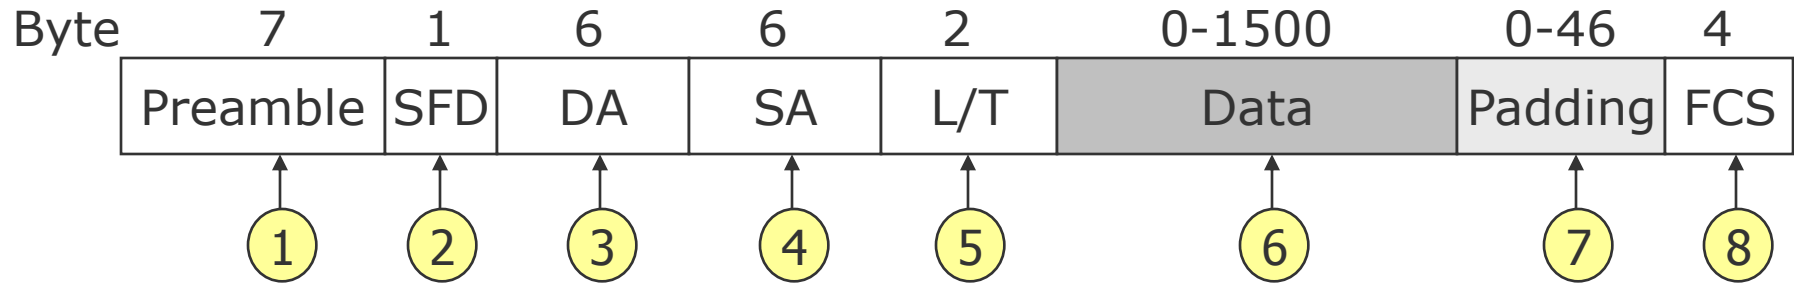 Byte 7 1 6 6 2 0-1500 0-46 4
Preamble SFD DA SA L/T Data Padding FCS
1 2 3 4 5 6 7 8